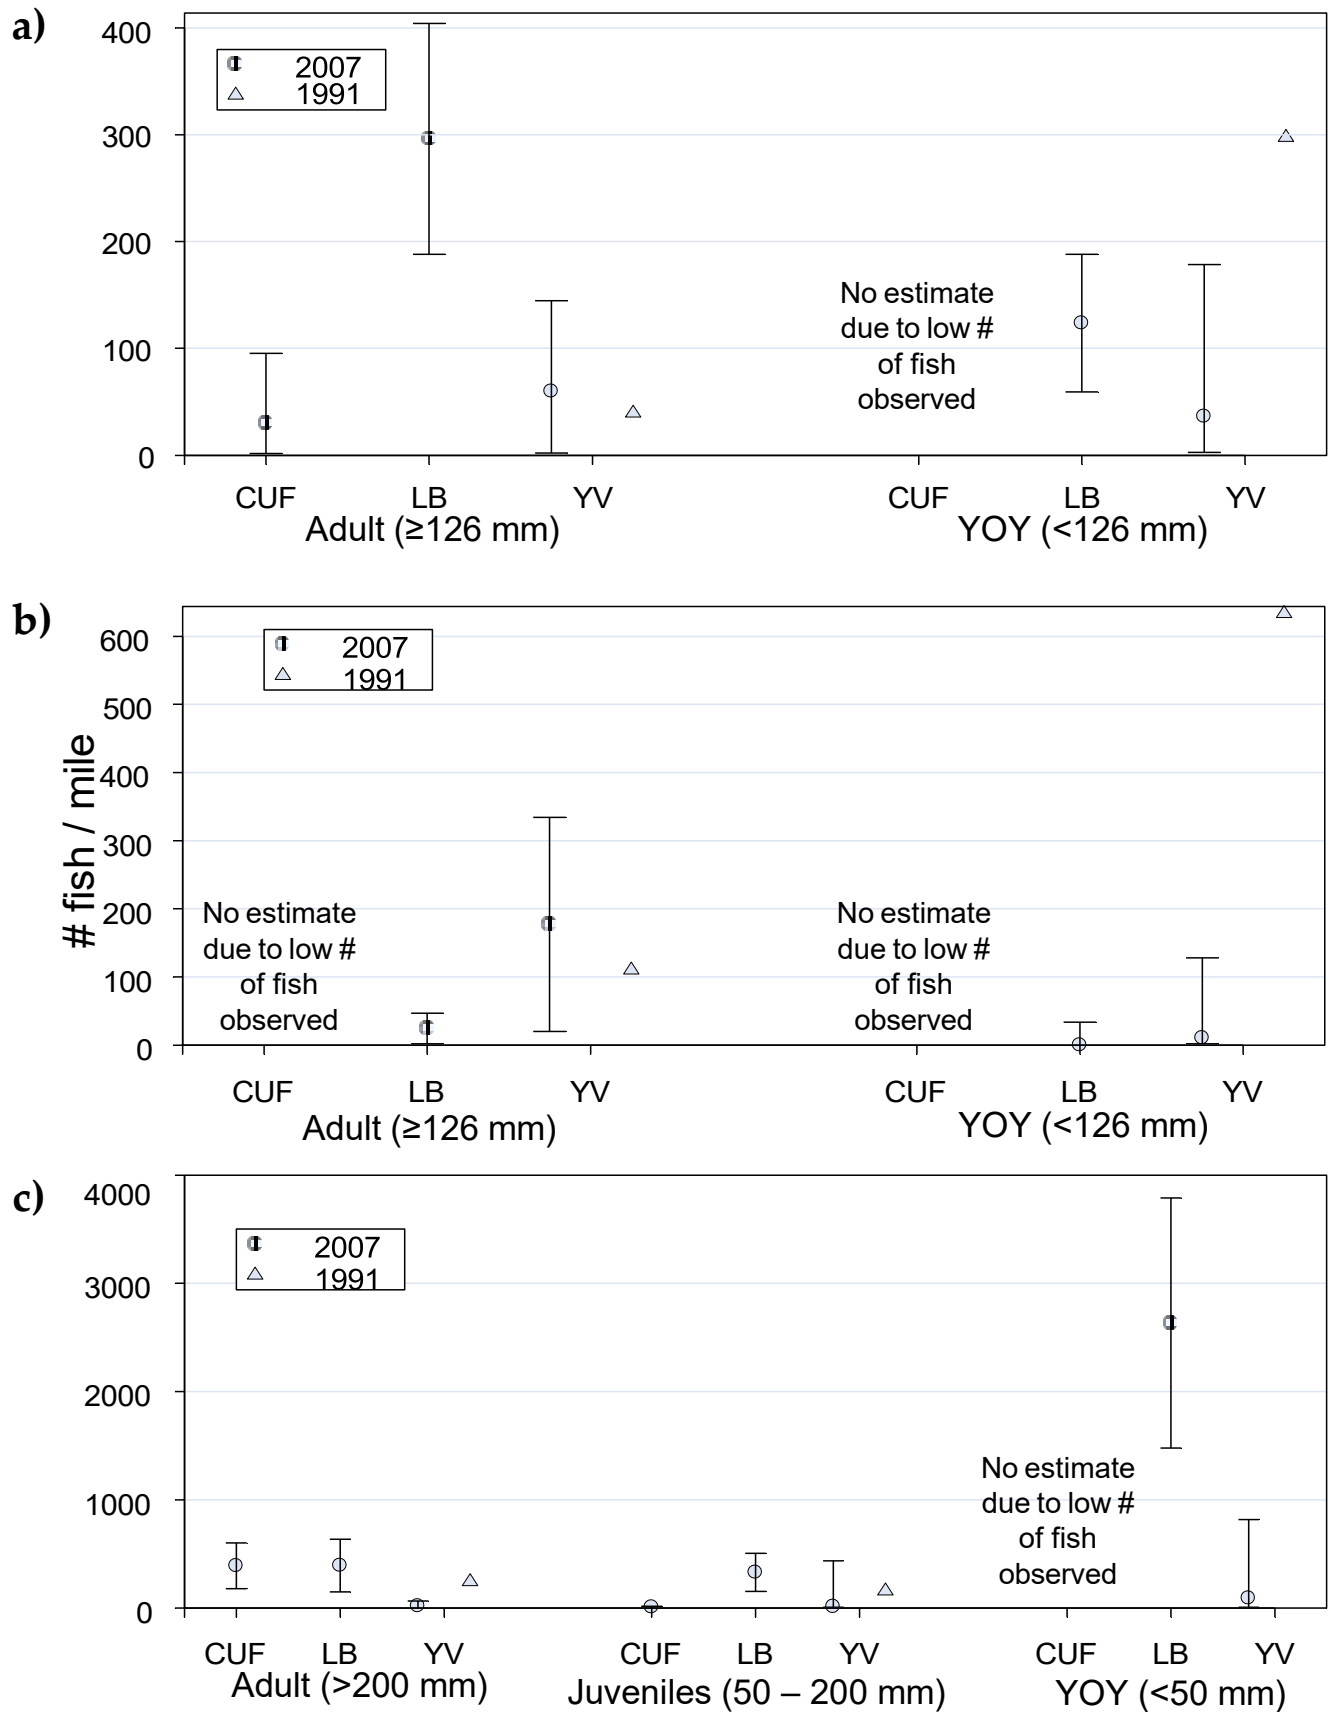 a)
400
300
200
100
0
2007
1991
No estimate
due to low #
of fish
observed
CUF LB YV CUF LB YV
Adult (≥126 mm) YOY (<126 mm)
b)
# fish / mile
600
500
400
300
200
100
0
2007
1991
No estimate
due to low #
of fish
observed
No estimate
due to low #
of fish
observed
CUF LB YV CUF LB YV
Adult (≥126 mm) YOY (<126 mm)
c)
4000
3000
2000
1000
0
2007
1991
No estimate
due to low #
of fish
observed
CUF LB YV CUF LB YV CUF LB YV
Adult (>200 mm) Juveniles (50 – 200 mm) YOY (<50 mm)